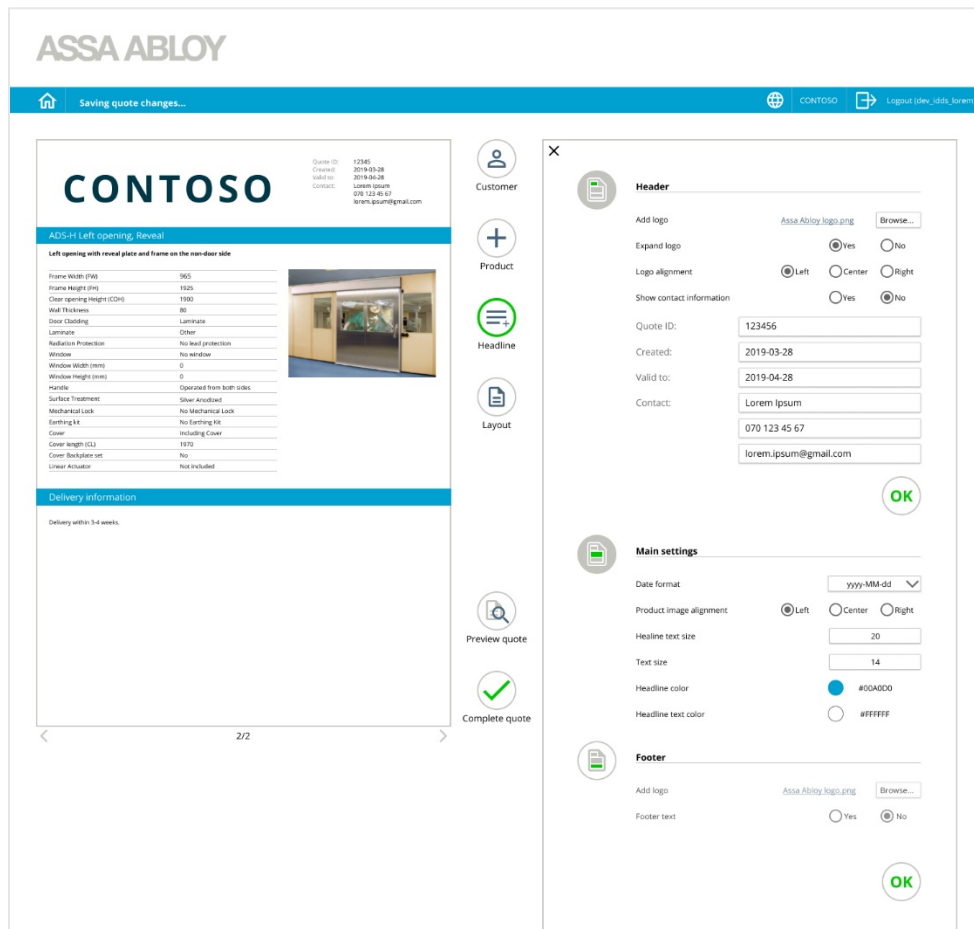 ASSA ABLOY
Saving quote changes...
CONTOSO
Logout (dev_idds_lorem
CONTOSO
Quote ID: 12345
Created: 2019-03-28
Valid to: 2019-04-28
Contact: Lorem Ipsum
070 123 45 67
lorem.ipsum@gmail.com
ADS-H Left opening, Reveal
Left opening with reveal plate and frame on the non-door side
Frame Width (FW) 965
Frame Height (FH) 1925
Clear opening Height (COH) 1900
Wall Thickness 80
Door Cladding Laminate
Laminate Other
Radiation Protection No lead protection
Window No window
Window Width (mm) 0
Window Height (mm) 0
Handle Operated from both sides
Surface Treatment Silver Anodized
Mechanical Lock No Mechanical Lock
Earthing kit No Earthing Kit
Cover Including Cover
Cover length (CL) 1970
Cover Backplate set No
Linear Actuator Not Included
Delivery information
Delivery within 3-4 weeks.
2/2
Customer
Product
Headline
Layout
Preview quote
Complete quote
Header
Add logo Assa Abloy logo.png Browse...
Expand logo Yes No
Logo alignment Left Center Right
Show contact information Yes No
Quote ID: 123456
Created: 2019-03-28
Valid to: 2019-04-28
Contact: Lorem Ipsum
070 123 45 67
lorem.ipsum@gmail.com
OK
Main settings
Date format yyyy-MM-dd
Product image alignment Left Center Right
Healine text size 20
Text size 14
Headline color #00A0D0
Headline text color #FFFFFF
Footer
Add logo Assa Abloy logo.png Browse...
Footer text Yes No
OK